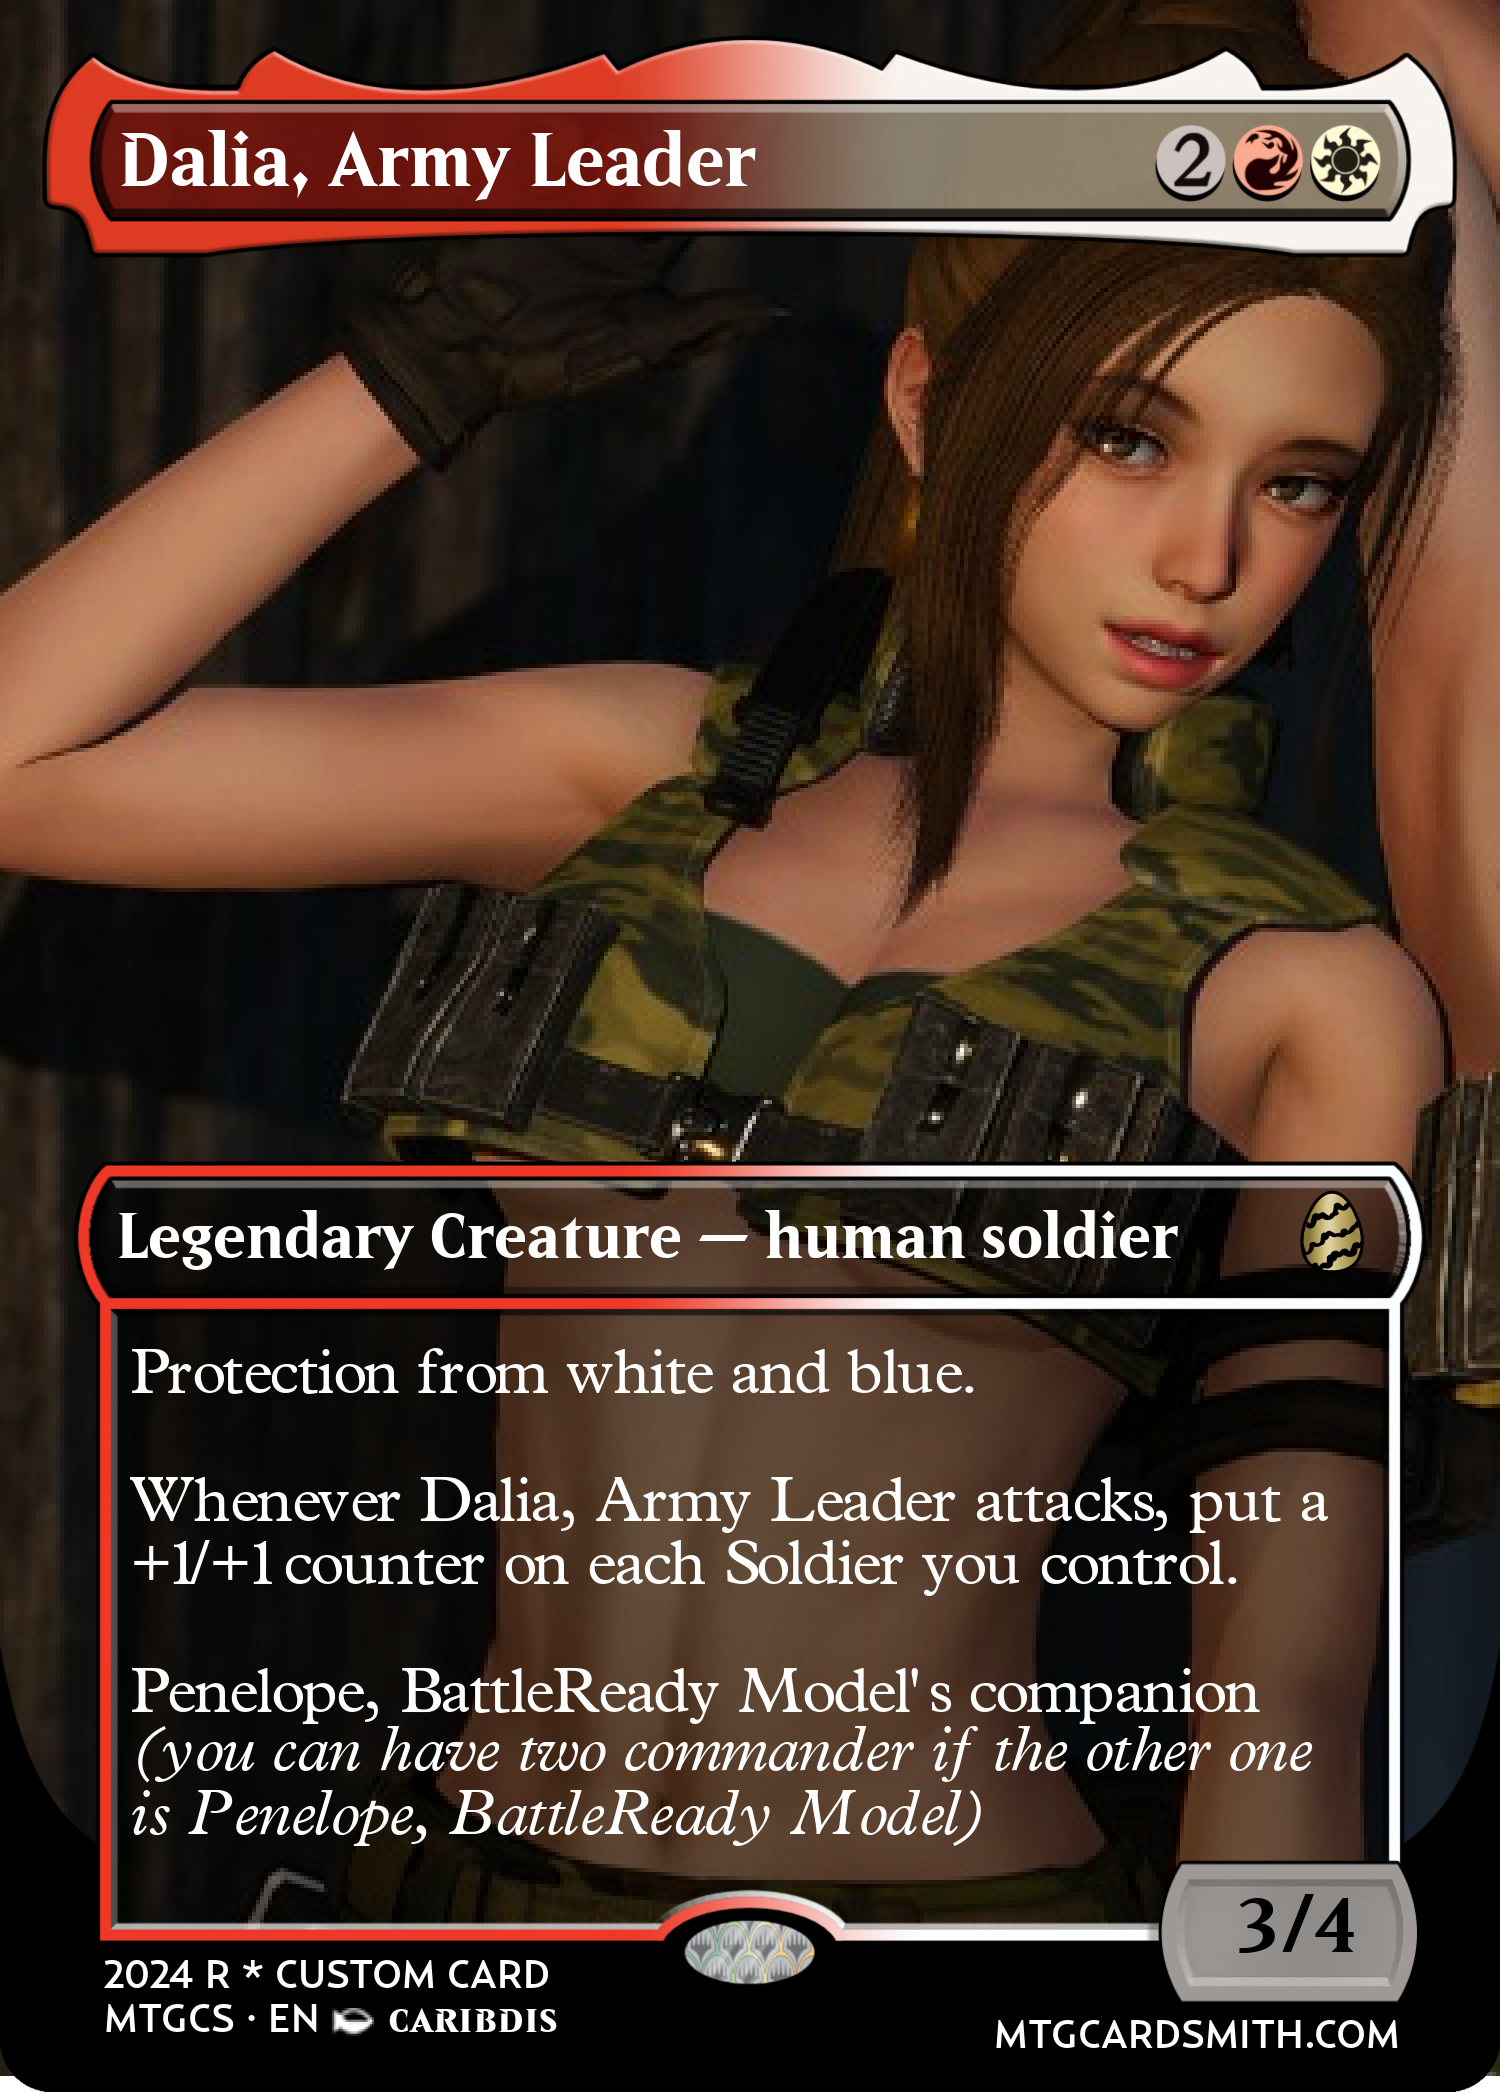 Dalia, Army Leader 2
Legendary Creature — human soldier
Protection from white and blue.
Whenever Dalia, Army Leader attacks, put a
+1/+1 counter on each Soldier you control.
Penelope, BattleReady Model's companion
(you can have two commander if the other one
is Penelope, BattleReady Model)
3/4
2024 R * CUSTOM CARD
MTGCS · EN CARIBDIS
MTGCARDSMITH.COM